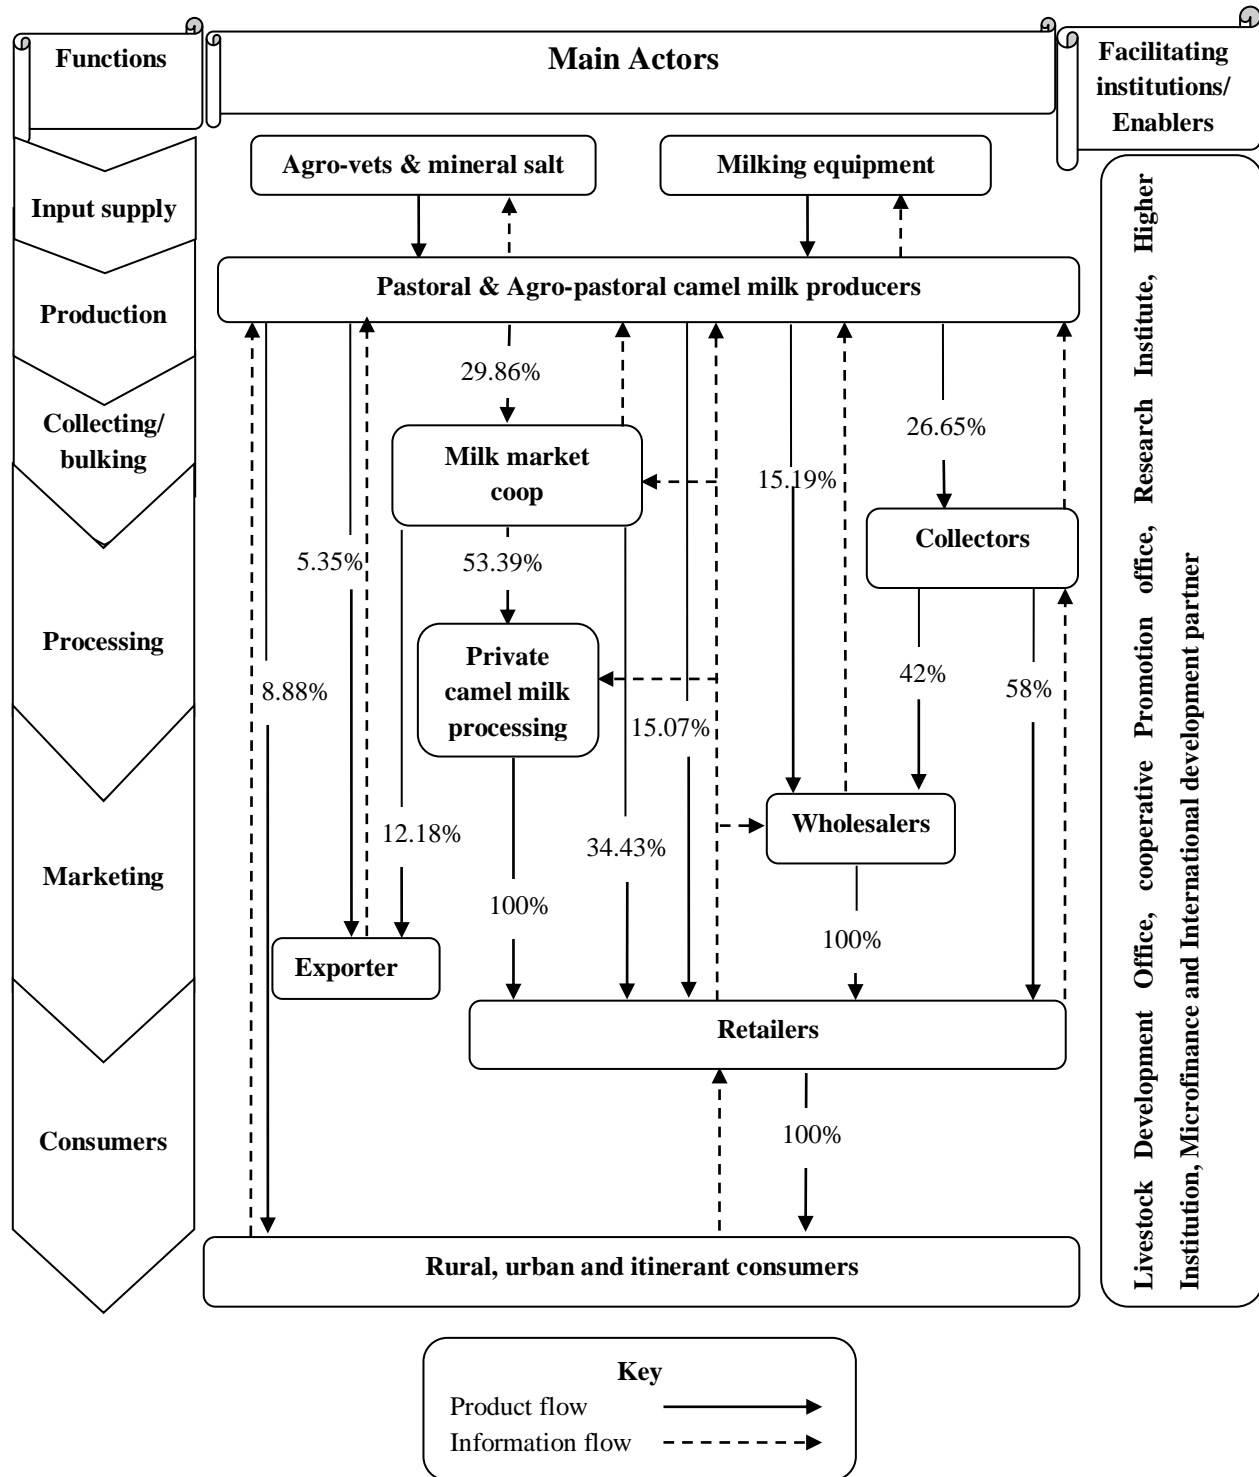 Functions
Main Actors
Facilitating
institutions/
Enablers
Agro-vets & mineral salt
Milking equipment
Input supply
Pastoral & Agro-pastoral camel milk producers
Production
29.86%
Collecting/
bulking
26.65%
Milk market
coop
15.19%
Collectors
5.35%
53.39%
Processing
Private
camel milk
processing
42%
58%
8.88%
15.07%
Wholesalers
12.18%
34.43%
Marketing
100%
100%
Exporter
Retailers
Consumers
100%
Rural, urban and itinerant consumers
Livestock Development Office, cooperative Promotion office, Research Institute, Higher
Institution, Microfinance and International development partner
Key
Product flow
Information flow